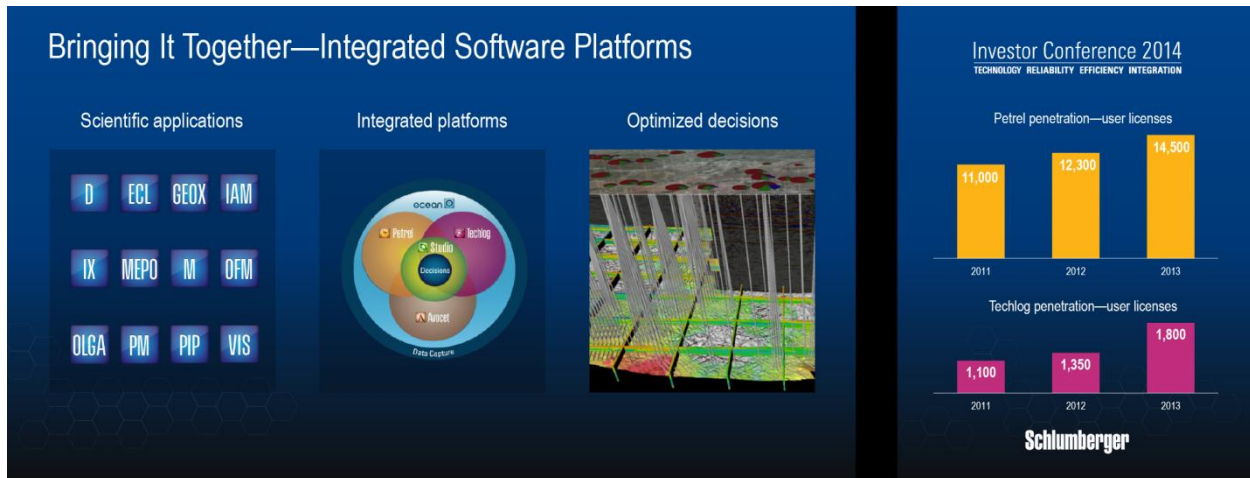 Bringing It Together—Integrated Software Platforms
Scientific applications
D ECL GEOX IAM
IX MEPO M OFM
OLGA PM PIP VIS
Integrated platforms
ocean
Petrel
Techlog
Studio
Decisions
Avocet
Data Capture
Optimized decisions
Investor Conference 2014
TECHNOLOGY RELIABILITY EFFICIENCY INTEGRATION
Petrel penetration—user licenses
11,000 12,300 14,500
2011 2012 2013
Techlog penetration—user licenses
1,100 1,350 1,800
2011 2012 2013
Schlumberger